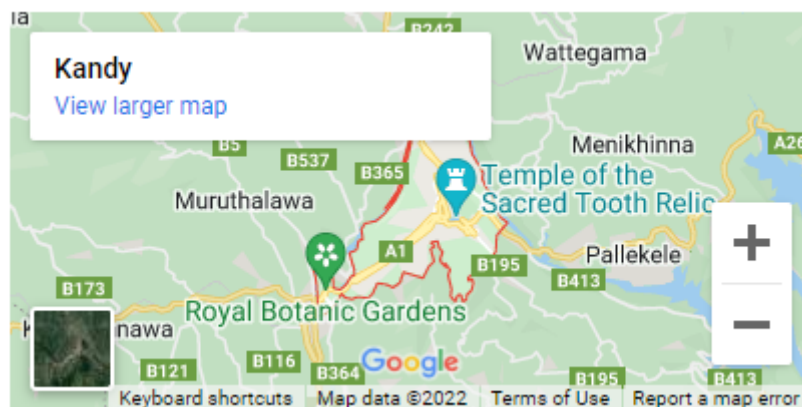 ia
B242
Wattegama
Kandy
View larger map
B5
B537
B365
Menikhinna
A26
Muruthalawa
Temple of the
Sacred Tooth Relic
A1
B195
Pallekele
B413
B173
Royal Botanic Gardens
nawa
B121
B116
B364
Google
B195
B413
Keyboard shortcuts
Map data ©2022
Terms of Use
Report a map error